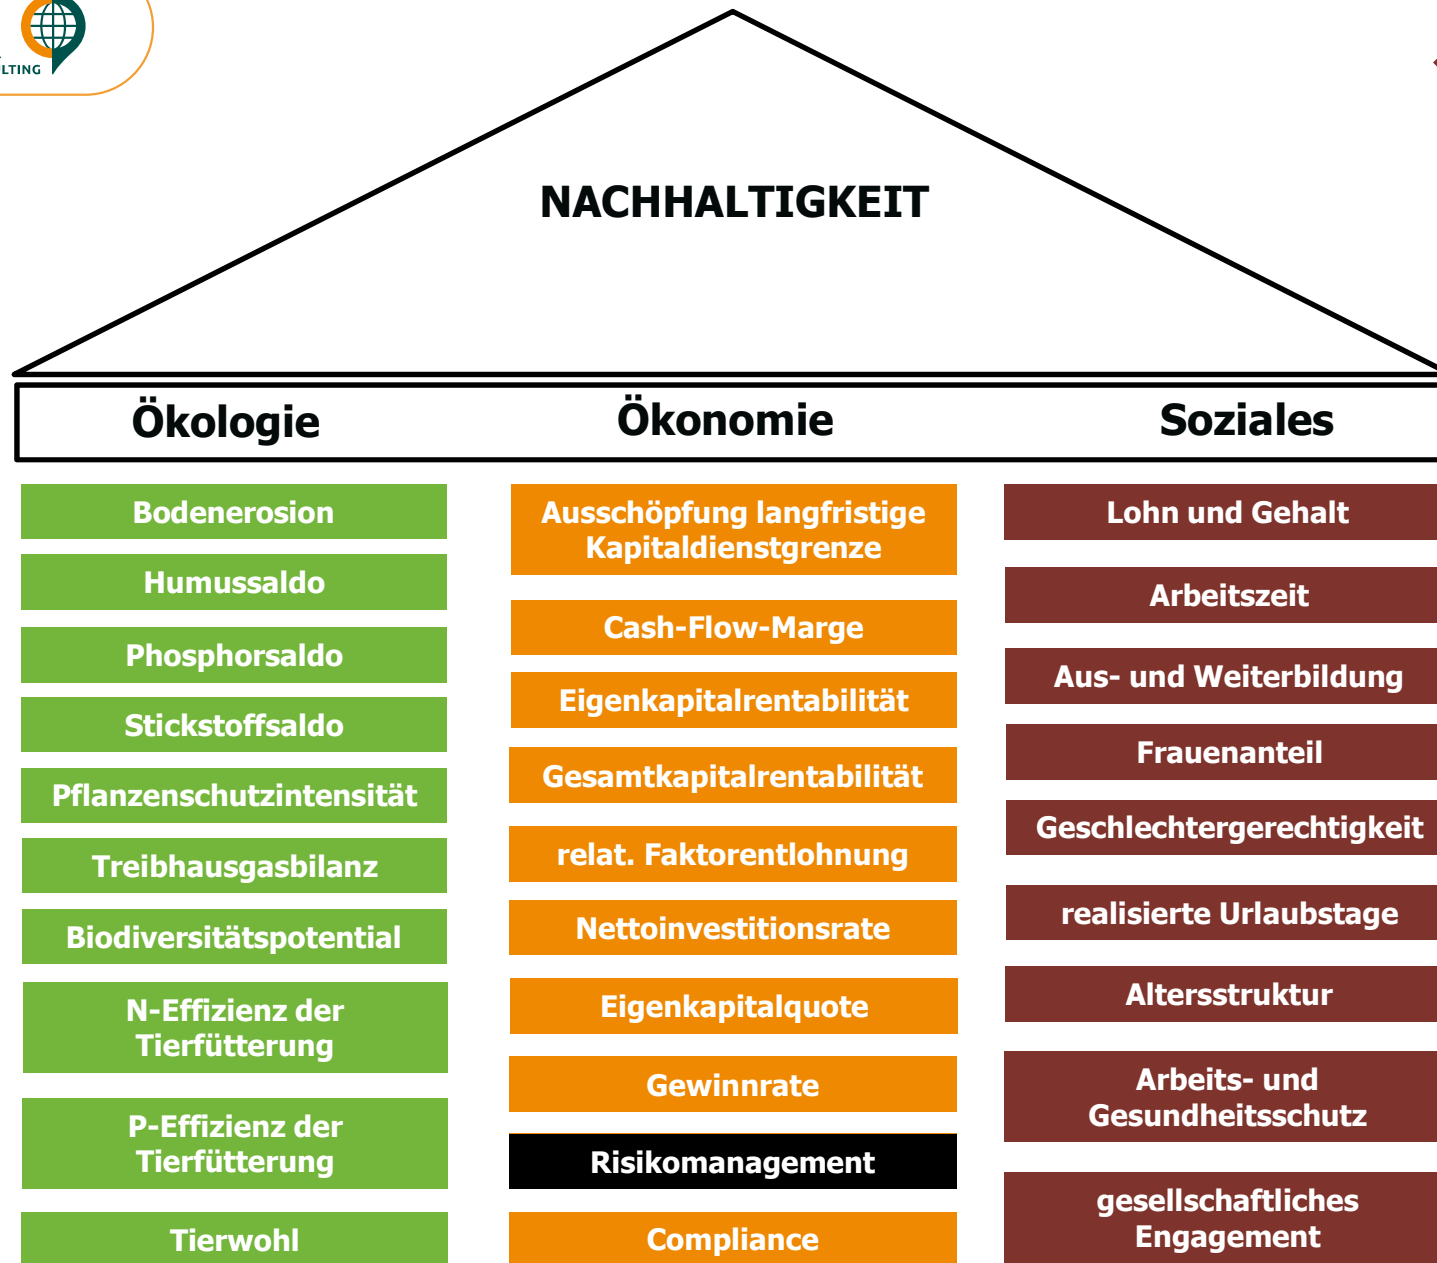 NACHHALTIGKEIT
Ökologie
Ökonomie
Soziales
Bodenerosion
Humussaldo
Phosphorsaldo
Stickstoffsaldo
Pflanzenschutzintensität
Treibhausgasbilanz
Biodiversitätspotential
N-Effizienz der
Tierfütterung
P-Effizienz der
Tierfütterung
Tierwohl
Ausschöpfung langfristige
Kapitaldienstgrenze
Cash-Flow-Marge
Eigenkapitalrentabilität
Gesamtkapitalrentabilität
relat. Faktorentlohnung
Nettoinvestitionsrate
Eigenkapitalquote
Gewinnrate
Risikomanagement
Compliance
Lohn und Gehalt
Arbeitszeit
Aus- und Weiterbildung
Frauenanteil
Geschlechtergerechtigkeit
realisierte Urlaubstage
Altersstruktur
Arbeits- und
Gesundheitsschutz
gesellschaftliches
Engagement